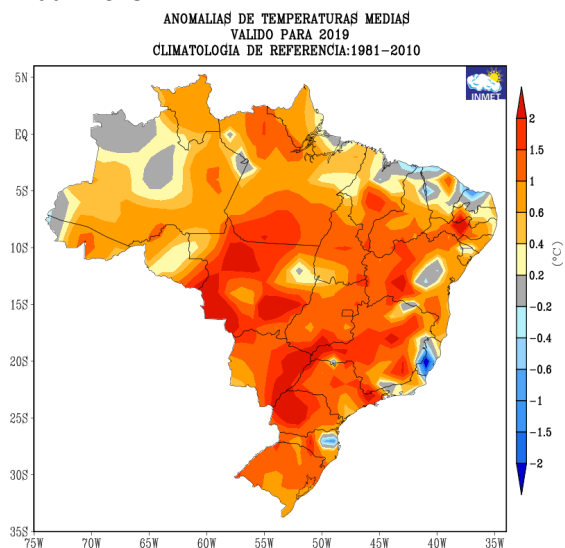 ANOMALIAS DE TEMPERATURAS MEDIAS
VALIDO PARA 2019
CLIMATOLOGIA DE REFERENCIA:1981-2010
INMET
5N
EQ
5S
10S
15S
20S
25S
30S
35S
75W
70W
65W
60W
55W
50W
45W
40W
35W
2
1.5
1
0.6
0.4
0.2
-0.2
-0.4
-0.6
-1
-1.5
-2
(°C)